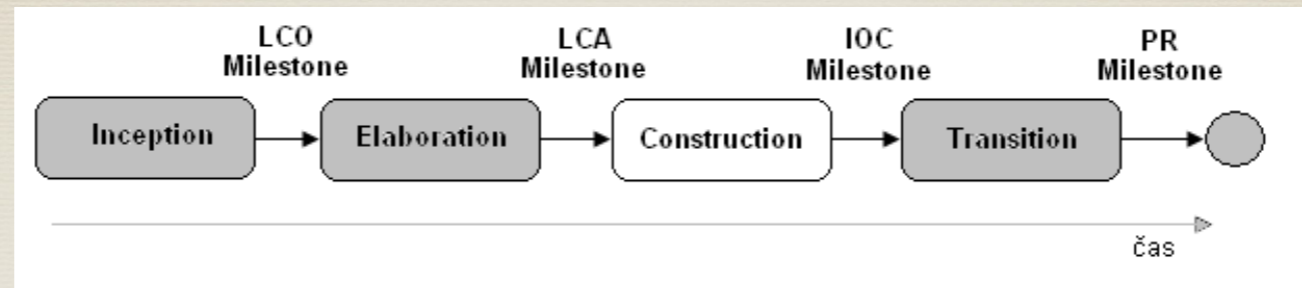 LCO
Milestone
LCA
Milestone
IOC
Milestone
PR
Milestone
Inception
Elaboration
Construction
Transition
čas